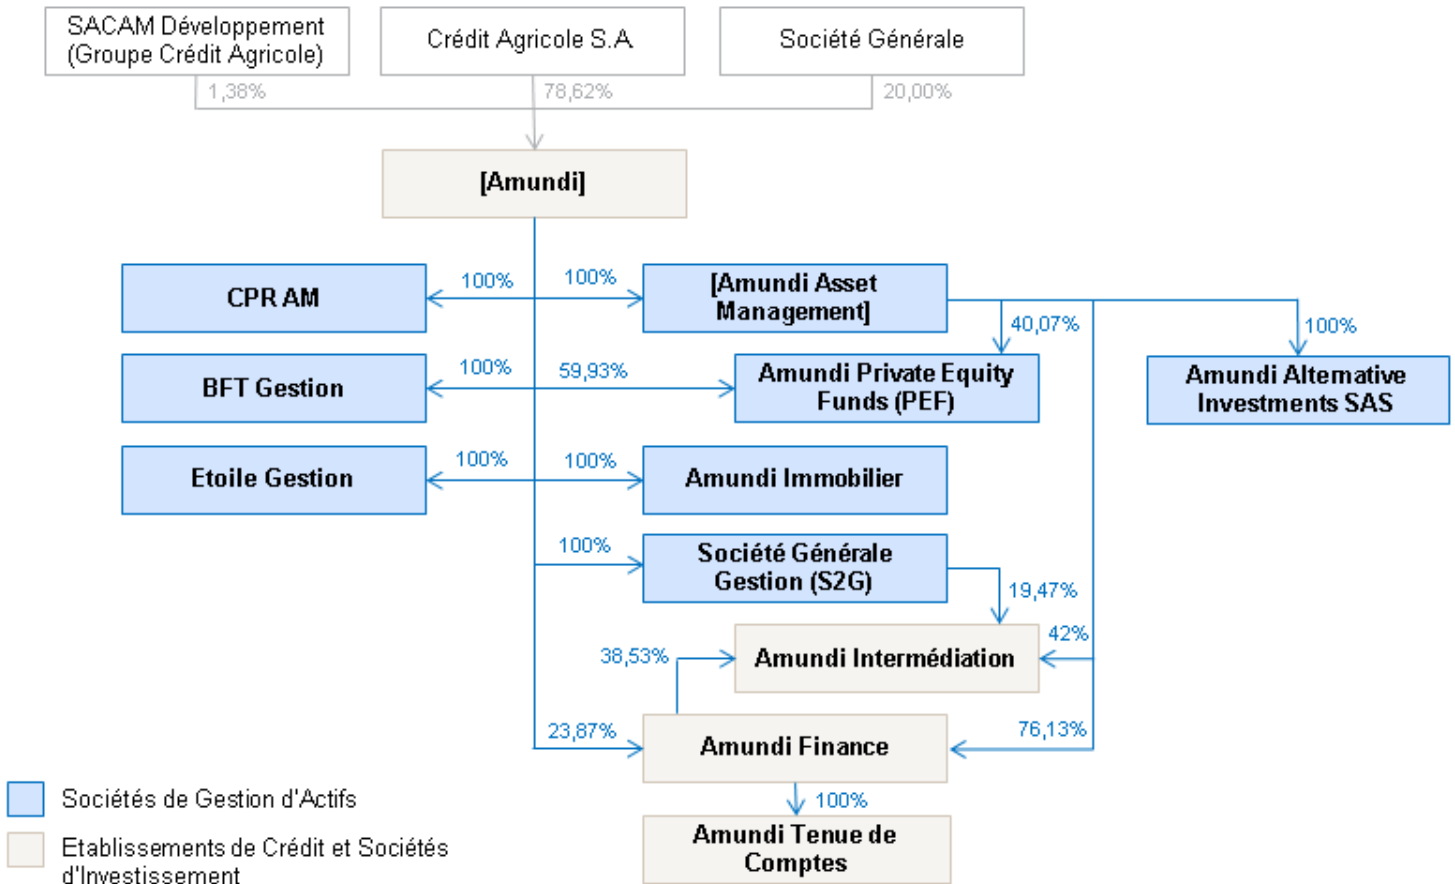 SACAM Développement
(Groupe Crédit Agricole)
Crédit Agricole S.A.
Société Générale
1,38%
78,62%
20,00%
[Amundi]
CPR AM
100%
100%
[Amundi Asset
Management]
40,07%
100%
BFT Gestion
100%
59,93%
Amundi Private Equity
Funds (PEF)
Amundi Alternative
Investments SAS
Etoile Gestion
100%
100%
Amundi Immobilier
100%
Société Générale
Gestion (S2G)
19,47%
42%
38,53%
Amundi Intermédiation
23,87%
76,13%
Amundi Finance
100%
Amundi Tenue de
Comptes
Sociétés de Gestion d'Actifs
Etablissements de Crédit et Sociétés
d'Investissement